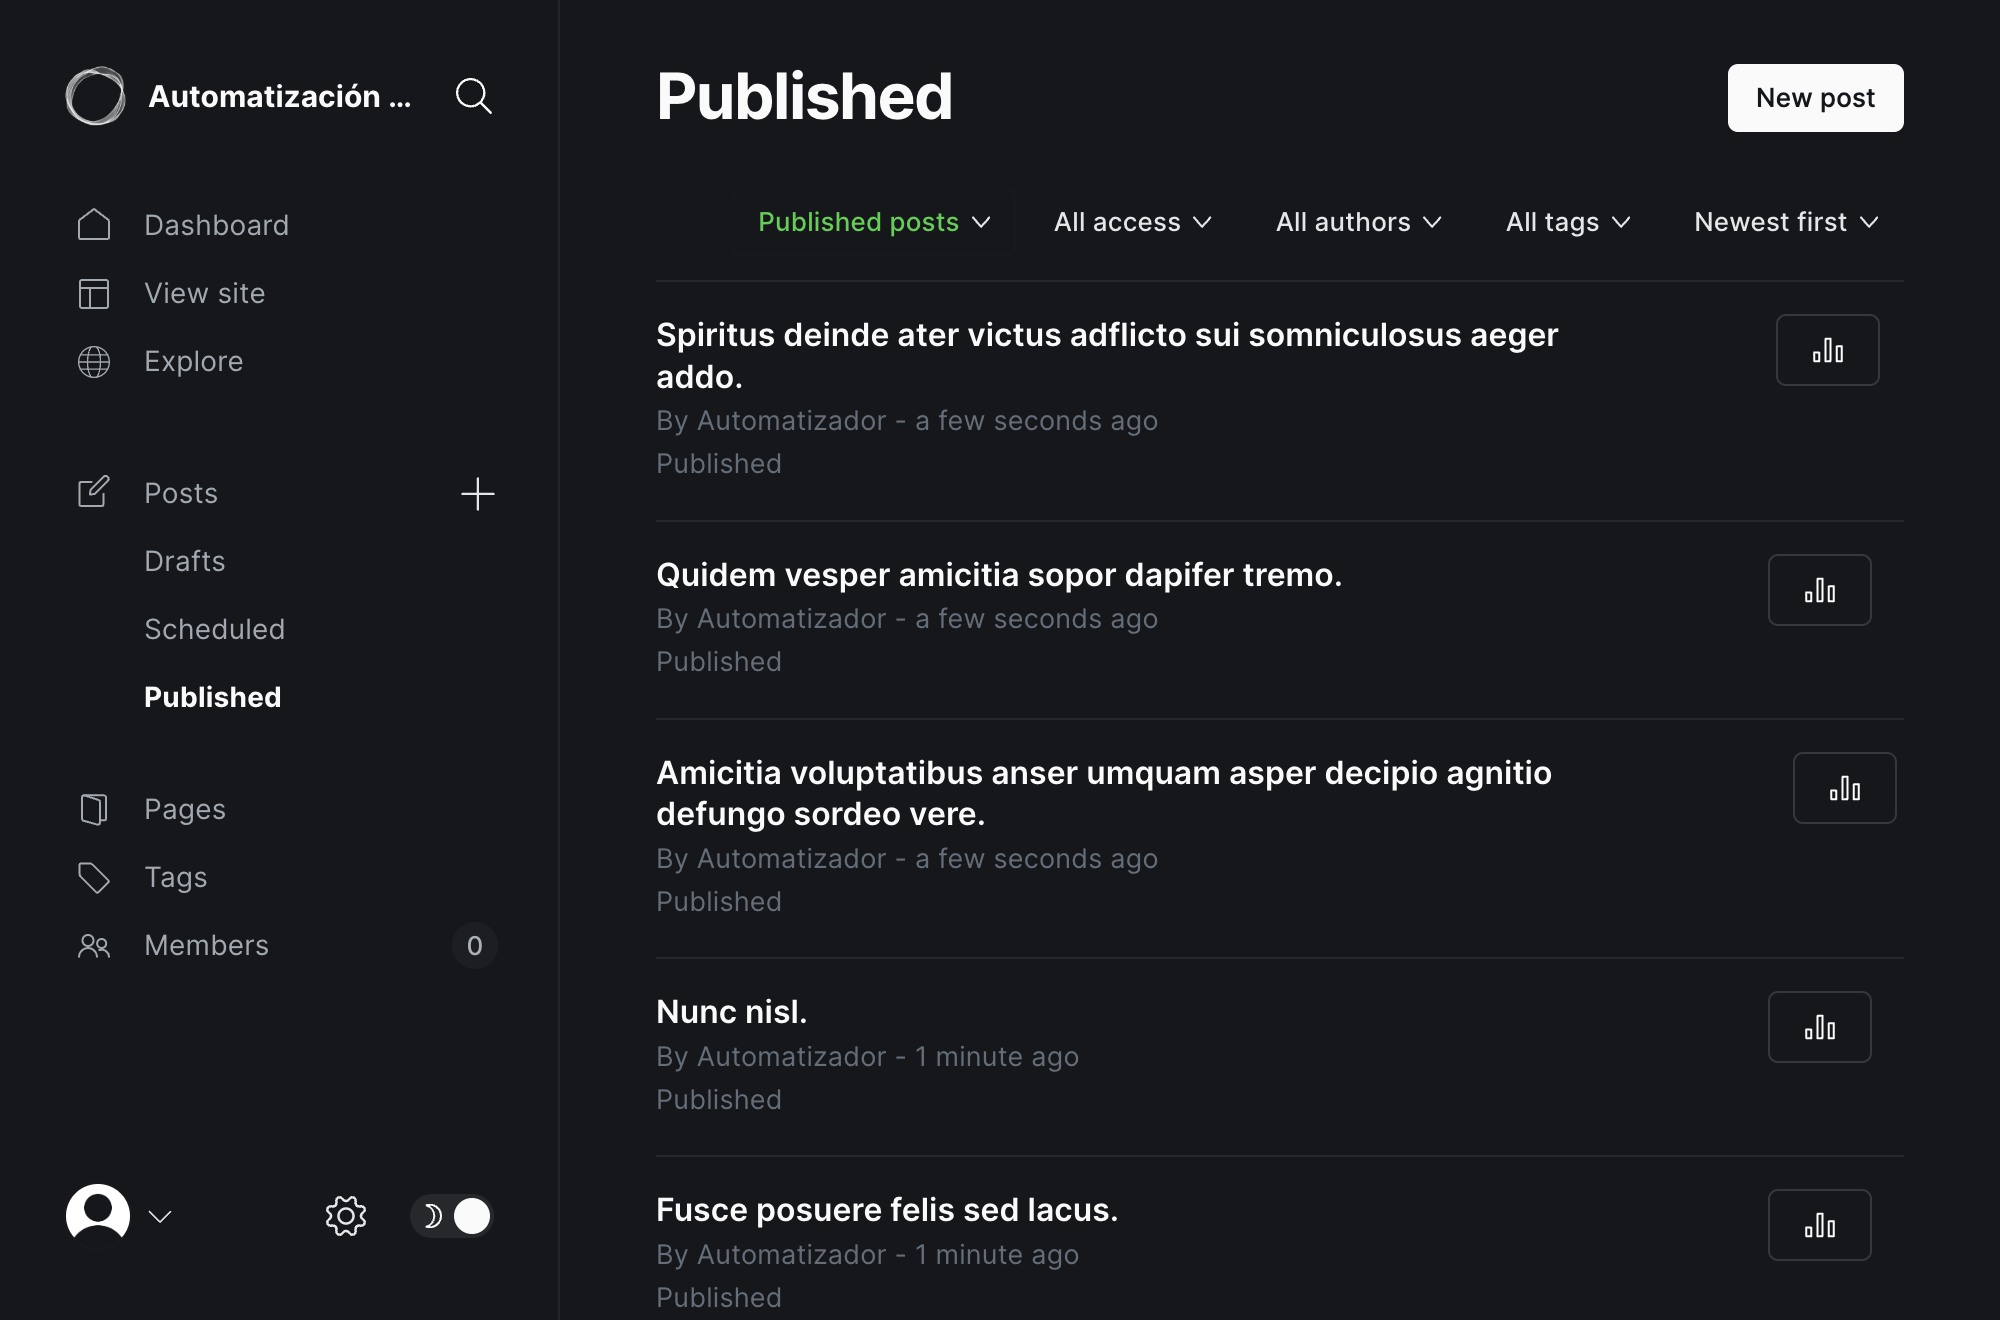 Automatización ...
Dashboard
View site
Explore
Posts
Drafts
Scheduled
Published
Pages
Tags
Members
0
Published
New post
Published posts
All access
All authors
All tags
Newest first
Spiritus deinde ater victus adflicto sui somniculosus aeger
addo.
By Automatizador - a few seconds ago
Published
Quidem vesper amicitia sopor dapifer tremo.
By Automatizador - a few seconds ago
Published
Amicitia voluptatibus anser umquam asper decipio agnitio
defungo sordeo vere.
By Automatizador - a few seconds ago
Published
Nunc nisl.
By Automatizador - 1 minute ago
Published
Fusce posuere felis sed lacus.
By Automatizador - 1 minute ago
Published